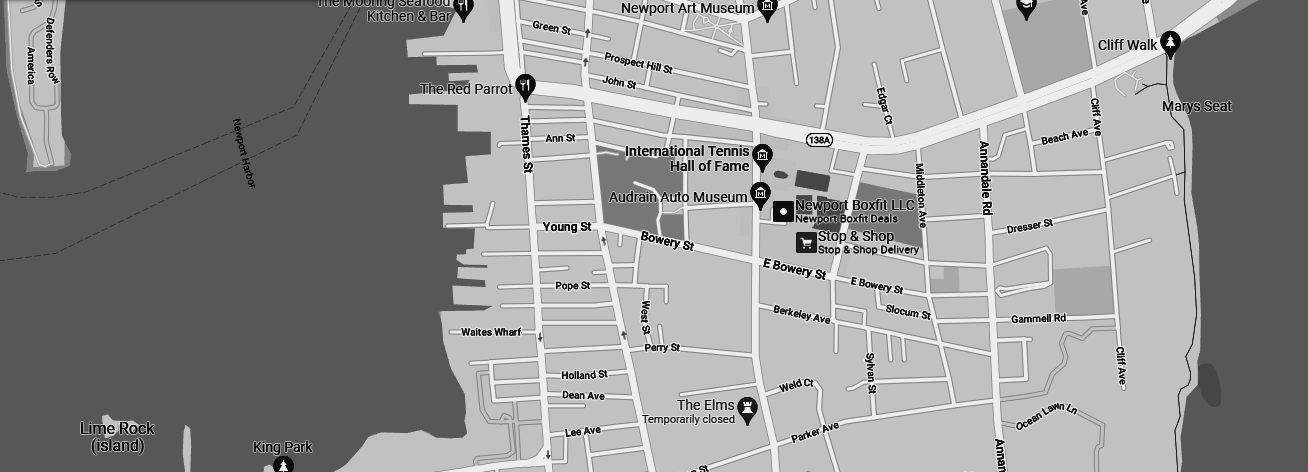 The Mooring Seafood
Kitchen & Bar
Newport Art Museum
Defenders Row
America
Green St
Cliff Walk
Prospect Hill St
John St
The Red Parrot
Edgar Ct
Cliff Ave
Marys Seat
Newport Harbor
Thames St
Ann St
138A
Beach Ave
International Tennis
Hall of Fame
Annandale Rd
Middleton Ave
Audrain Auto Museum
Newport Boxfit LLC
Newport Boxfit Deals
Young St
Bowery St
Stop & Shop
Stop & Shop Delivery
Dresser St
E Bowery St
E Bowery St
Pope St
West St
Berkeley Ave
Slocum St
Gammell Rd
Waites Wharf
Perry St
Cliff Ave
Sylvan St
Holland St
Weld Ct
Dean Ave
The Elms
Temporarily closed
Ocean Lawn Ln
Lime Rock
(island)
Lee Ave
Parker Ave
King Park
Annan